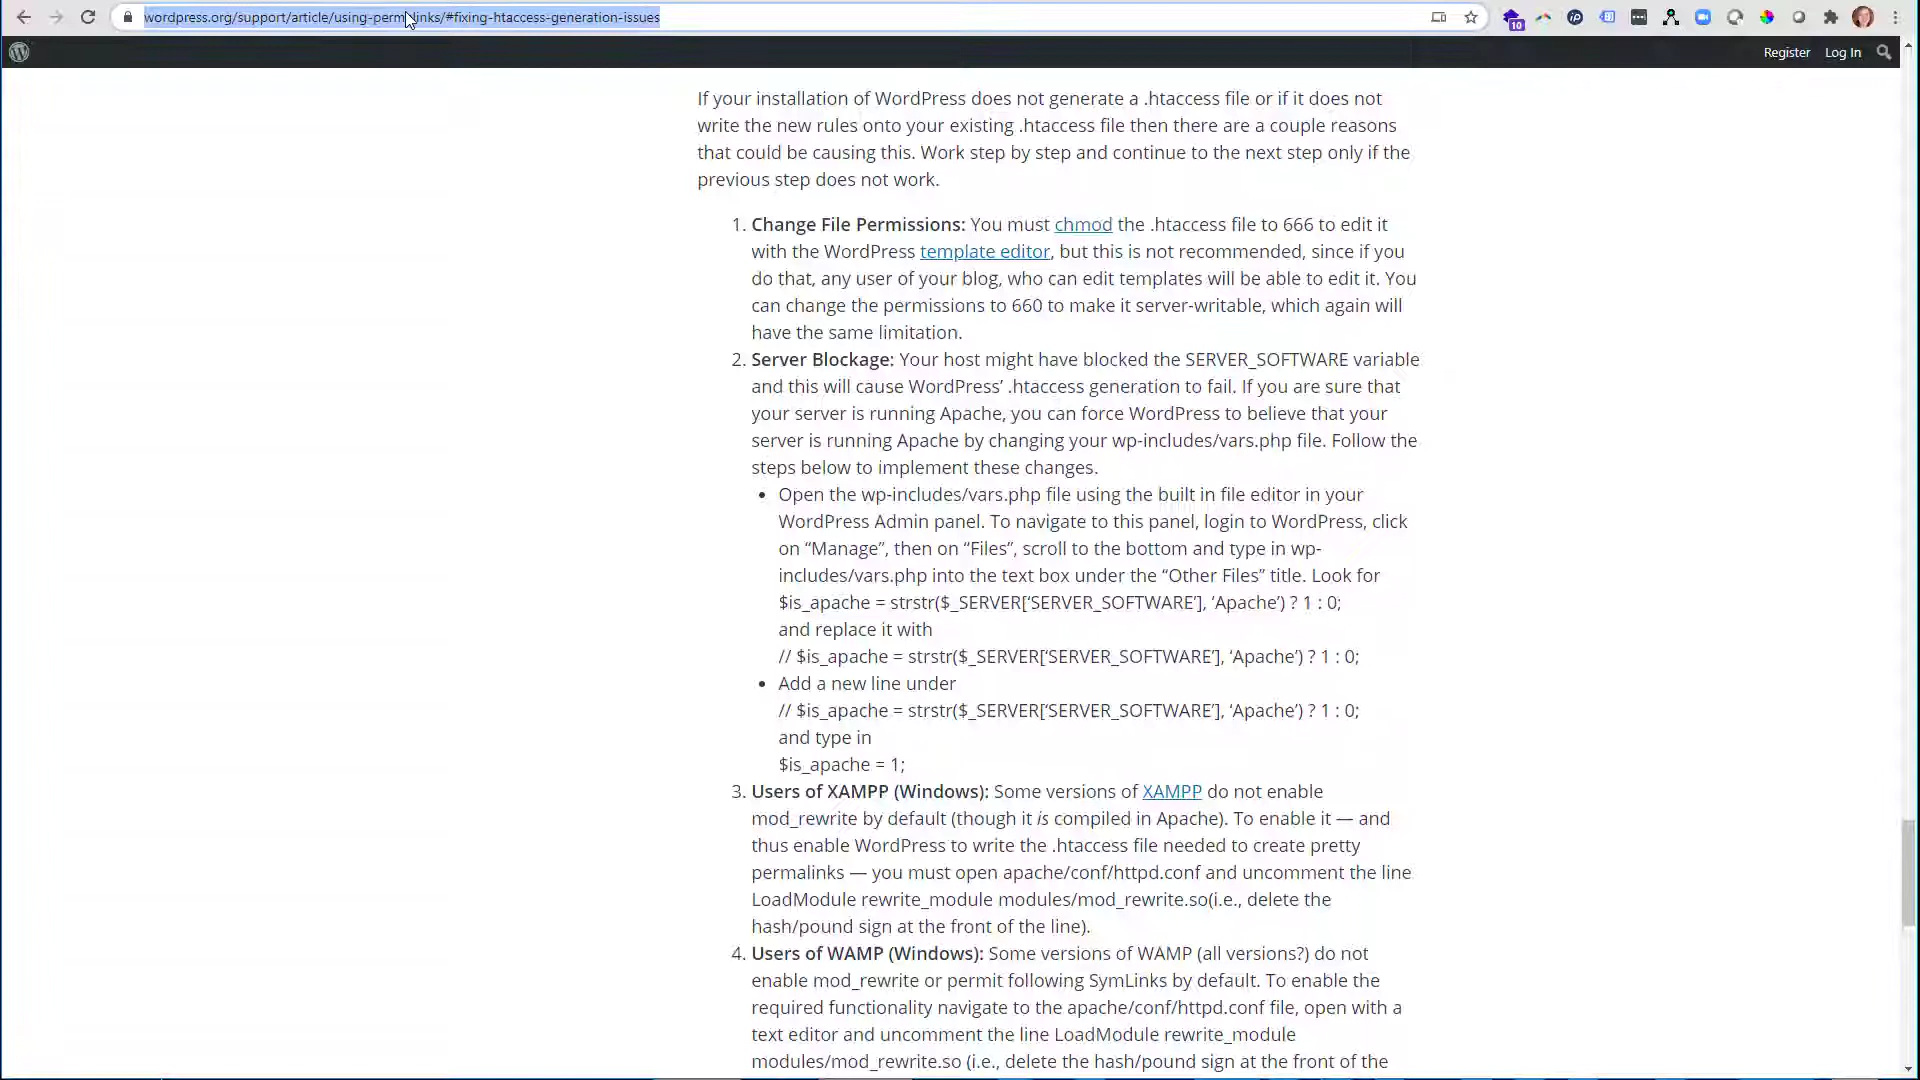 wordpress.org/support/article/using-permalinks/#fixing-htaccess-generation-issues
10
Register Log In
If your installation of WordPress does not generate a .htaccess file or if it does not
write the new rules onto your existing .htaccess file then there are a couple reasons
that could be causing this. Work step by step and continue to the next step only if the
previous step does not work.
1. Change File Permissions: You must chmod the .htaccess file to 666 to edit it
with the WordPress template editor, but this is not recommended, since if you
do that, any user of your blog, who can edit templates will be able to edit it. You
can change the permissions to 660 to make it server-writable, which again will
have the same limitation.
2. Server Blockage: Your host might have blocked the SERVER_SOFTWARE variable
and this will cause WordPress’ .htaccess generation to fail. If you are sure that
your server is running Apache, you can force WordPress to believe that your
server is running Apache by changing your wp-includes/vars.php file. Follow the
steps below to implement these changes.
• Open the wp-includes/vars.php file using the built in file editor in your
WordPress Admin panel. To navigate to this panel, login to WordPress, click
on “Manage”, then on “Files”, scroll to the bottom and type in wp-
includes/vars.php into the text box under the “Other Files” title. Look for
$is_apache = strstr($_SERVER[‘SERVER_SOFTWARE’], ‘Apache’) ? 1 : 0;
and replace it with
// $is_apache = strstr($_SERVER[‘SERVER_SOFTWARE’], ‘Apache’) ? 1 : 0;
• Add a new line under
// $is_apache = strstr($_SERVER[‘SERVER_SOFTWARE’], ‘Apache’) ? 1 : 0;
and type in
$is_apache = 1;
3. Users of XAMPP (Windows): Some versions of XAMPP do not enable
mod_rewrite by default (though it is compiled in Apache). To enable it — and
thus enable WordPress to write the .htaccess file needed to create pretty
permalinks — you must open apache/conf/httpd.conf and uncomment the line
LoadModule rewrite_module modules/mod_rewrite.so(i.e., delete the
hash/pound sign at the front of the line).
4. Users of WAMP (Windows): Some versions of WAMP (all versions?) do not
enable mod_rewrite or permit following SymLinks by default. To enable the
required functionality navigate to the apache/conf/httpd.conf file, open with a
text editor and uncomment the line LoadModule rewrite_module
modules/mod_rewrite.so (i.e., delete the hash/pound sign at the front of the